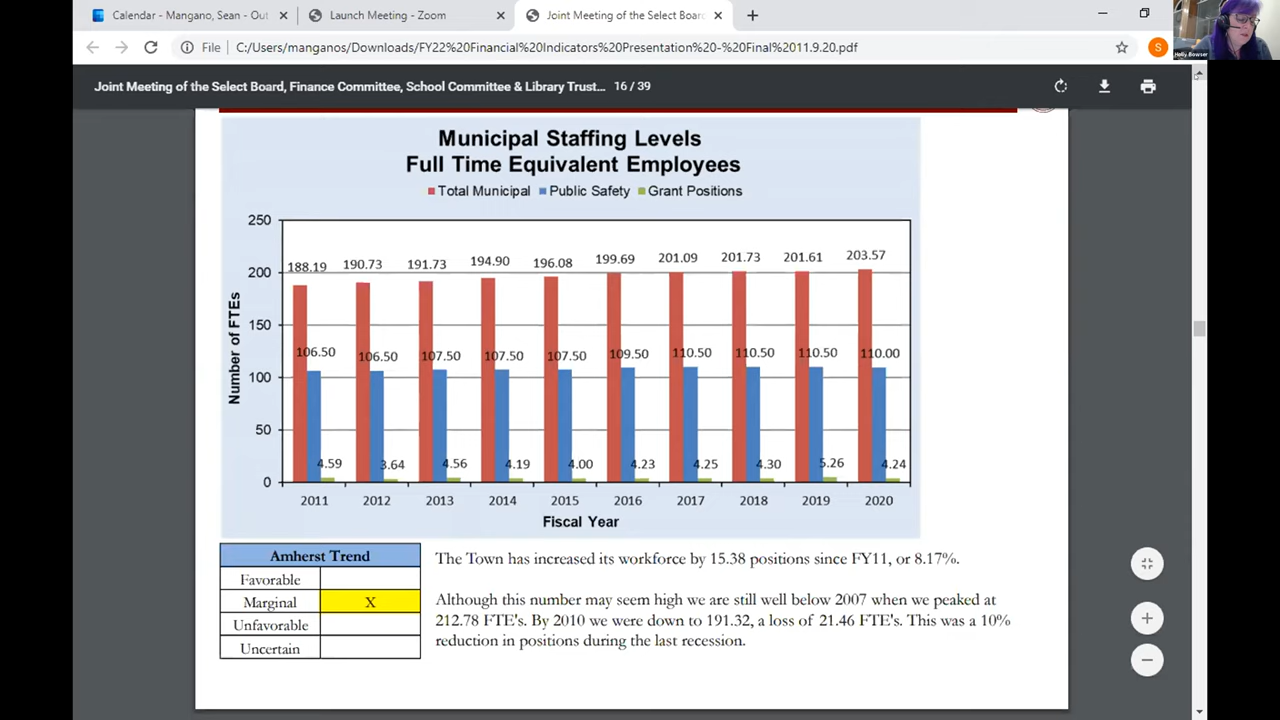 Calendar - Mangano, Sean - Out
Launch Meeting - Zoom
Joint Meeting of the Select Boar
File
C:/Users/manganos/Downloads/FY22%20Financial%20Indicators%20Presentation%20-%20Final%2011.9.20.pdf
S
Holly Bowser
Joint Meeting of the Select Board, Finance Committee, School Committee & Library Trust...
16 / 39
Municipal Staffing Levels
Full Time Equivalent Employees
Total Municipal Public Safety Grant Positions
250
200
150
100
50
0
Number of FTEs
188.19 190.73 191.73 194.90 196.08 199.69 201.09 201.73 201.61 203.57
106.50 106.50 107.50 107.50 107.50 109.50 110.50 110.50 110.50 110.00
4.59 3.64 4.56 4.19 4.00 4.23 4.25 4.30 5.26 4.24
2011 2012 2013 2014 2015 2016 2017 2018 2019 2020
Fiscal Year
Amherst Trend
Favorable
Marginal X
Unfavorable
Uncertain
The Town has increased its workforce by 15.38 positions since FY11, or 8.17%.
Although this number may seem high we are still well below 2007 when we peaked at
212.78 FTE's. By 2010 we were down to 191.32, a loss of 21.46 FTE's. This was a 10%
reduction in positions during the last recession.